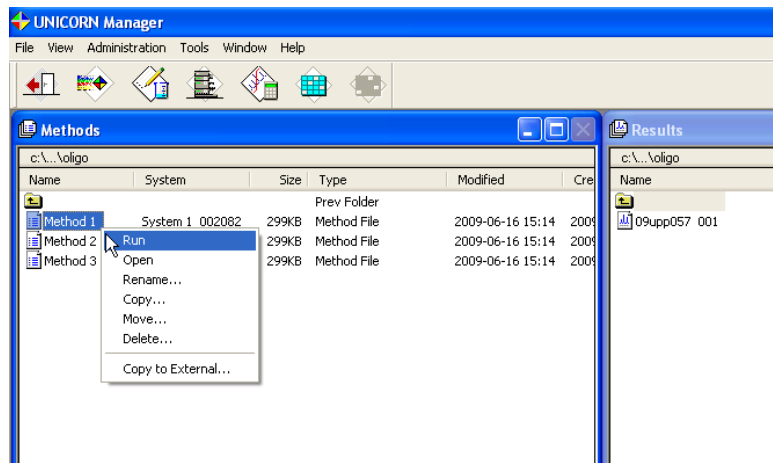 UNICORN Manager
File View Administration Tools Window Help
Methods
c:\...\oligo
Name System Size Type Modified Cre
Prev Folder
Method 1 System 1 002082 299KB Method File 2009-06-16 15:14 2009
Method 2 299KB Method File 2009-06-16 15:14 2009
Method 3 299KB Method File 2009-06-16 15:14 2009
Run
Open
Rename...
Copy...
Move...
Delete...
Copy to External...
Results
c:\...\oligo
Name
09upp057 001